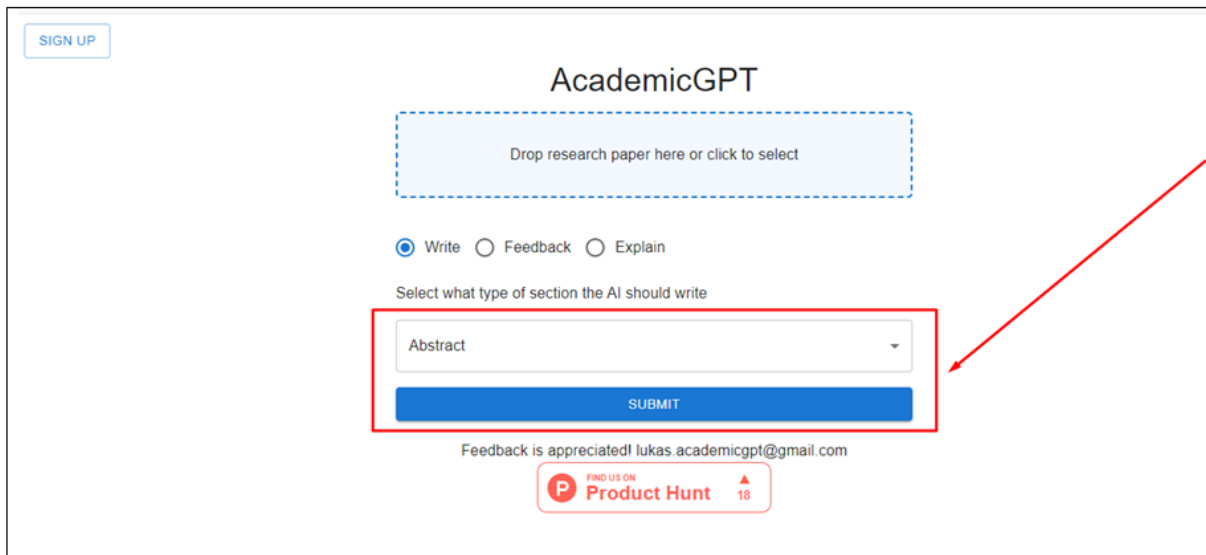 SIGN UP
AcademicGPT
Drop research paper here or click to select
Write Feedback Explain
Select what type of section the AI should write
Abstract
SUBMIT
Feedback is appreciated! lukas.academicgpt@gmail.com
FIND US ON
Product Hunt 18